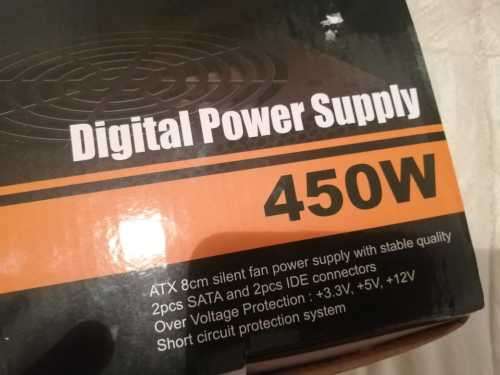 Digital Power Supply
450W
ATX 8cm silent fan power supply with stable quality
2pcs SATA and 2pcs IDE connectors
Over Voltage Protection : +3.3V, +5V, +12V
Short circuit protection system